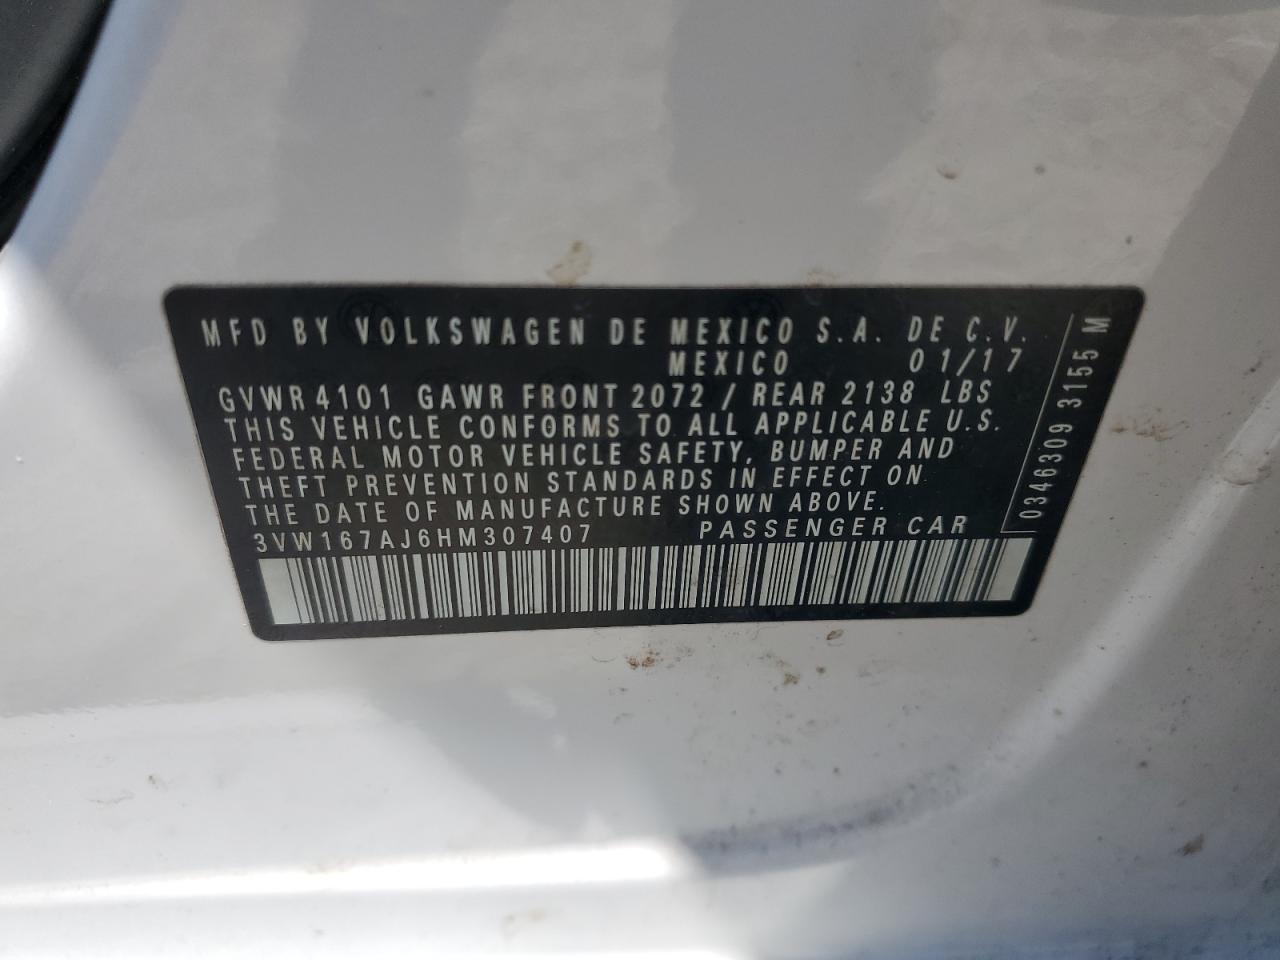 MFD BY VOLKSWAGEN DE MEXICO S.A. DE C.V.
MEXICO 01/17
GVWR 4101 GAWR FRONT 2072 / REAR 2138 LBS
THIS VEHICLE CONFORMS TO ALL APPLICABLE U.S.
FEDERAL MOTOR VEHICLE SAFETY, BUMPER AND
THEFT PREVENTION STANDARDS IN EFFECT ON
THE DATE OF MANUFACTURE SHOWN ABOVE.
3VW167AJ6HM307407 PASSENGER CAR
0346309 3155 M